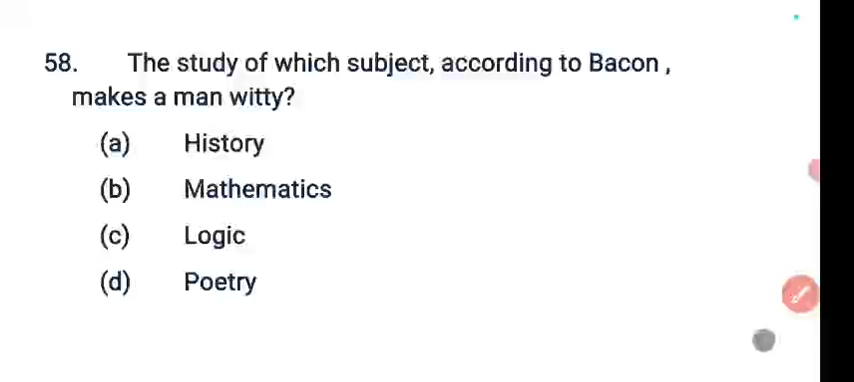 58. The study of which subject, according to Bacon ,
makes a man witty?
(a) History
(b) Mathematics
(c) Logic
(d) Poetry